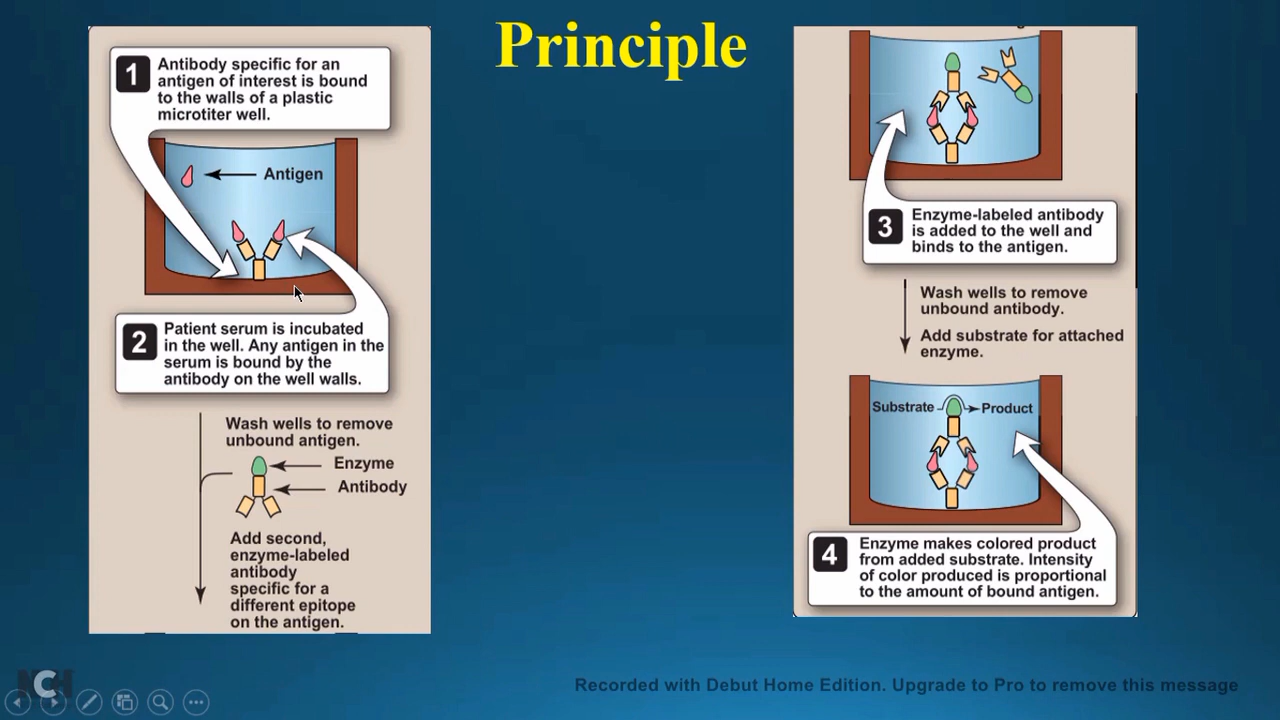 Principle
1
Antibody specific for an
antigen of interest is bound
to the walls of a plastic
microtiter well.
Antigen
2
Patient serum is incubated
in the well. Any antigen in the
serum is bound by the
antibody on the well walls.
Wash wells to remove
unbound antigen.
Enzyme
Antibody
Add second,
enzyme-labeled
antibody
specific for a
different epitope
on the antigen.
3
Enzyme-labeled antibody
is added to the well and
binds to the antigen.
Wash wells to remove
unbound antibody.
Add substrate for attached
enzyme.
Substrate
Product
4
Enzyme makes colored product
from added substrate. Intensity
of color produced is proportional
to the amount of bound antigen.
NCH
Recorded with Debut Home Edition. Upgrade to Pro to remove this message